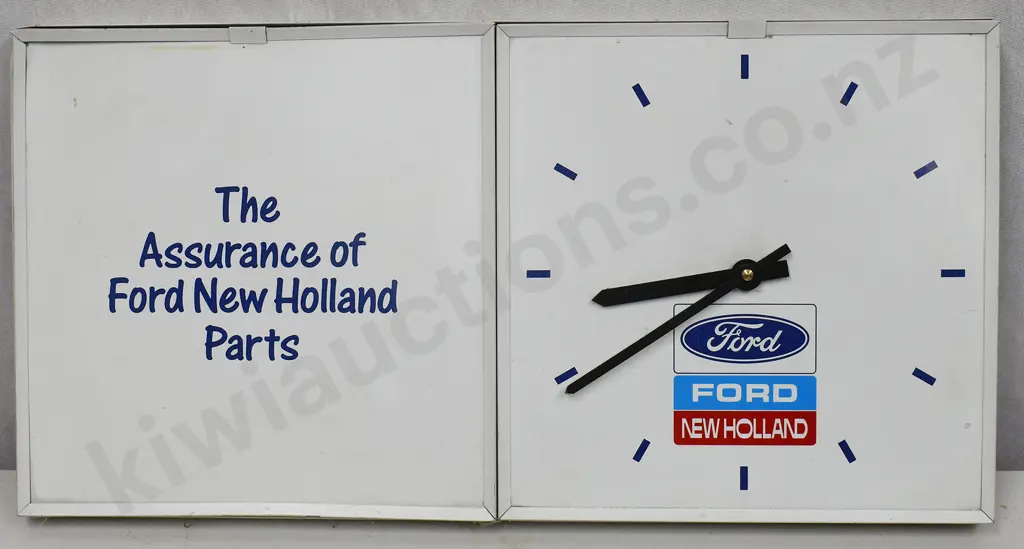 The
Assurance of
Ford New Holland
Parts
Ford
FORD
NEW HOLLAND
kiwiauctions.co.nz